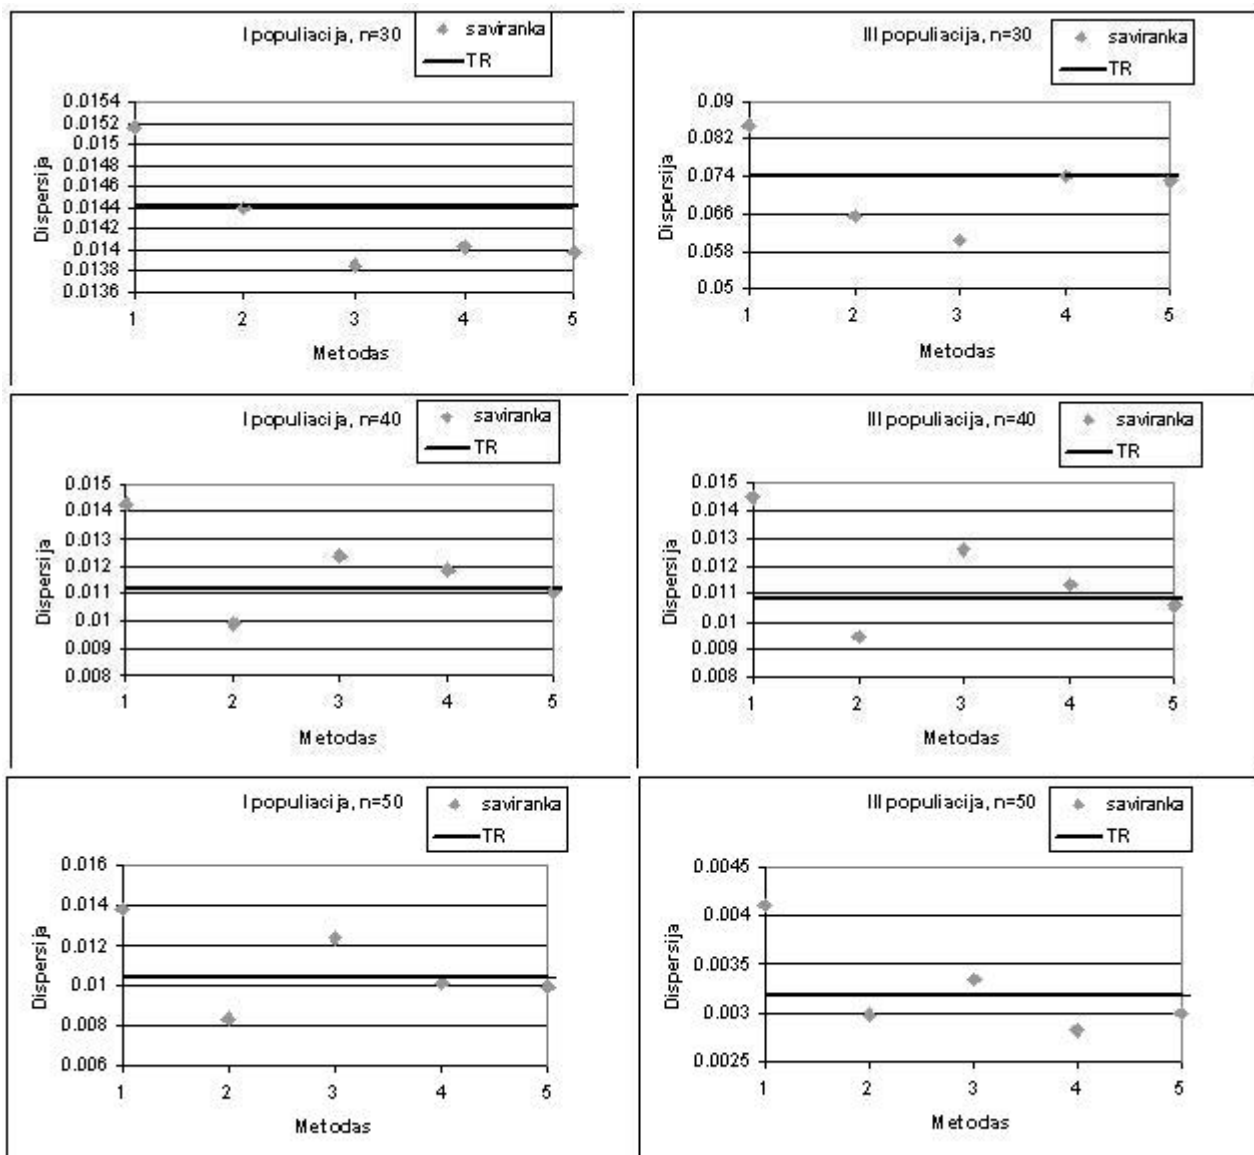 I populiacija, n=30
saviranka
TR
Dispersija
0.0154
0.0152
0.015
0.0148
0.0146
0.0144
0.0142
0.014
0.0138
0.0136
1 2 3 4 5
Metodas
III populiacija, n=30
saviranka
TR
Dispersija
0.09
0.082
0.074
0.066
0.058
0.05
1 2 3 4 5
Metodas
I populiacija, n=40
saviranka
TR
Dispersija
0.015
0.014
0.013
0.012
0.011
0.01
0.009
0.008
1 2 3 4 5
Metodas
III populiacija, n=40
saviranka
TR
Dispersija
0.015
0.014
0.013
0.012
0.011
0.01
0.009
0.008
1 2 3 4 5
Metodas
I populiacija, n=50
saviranka
TR
Dispersija
0.016
0.014
0.012
0.01
0.008
0.006
1 2 3 4 5
Metodas
III populiacija, n=50
saviranka
TR
Dispersija
0.0045
0.004
0.0035
0.003
0.0025
1 2 3 4 5
Metodas